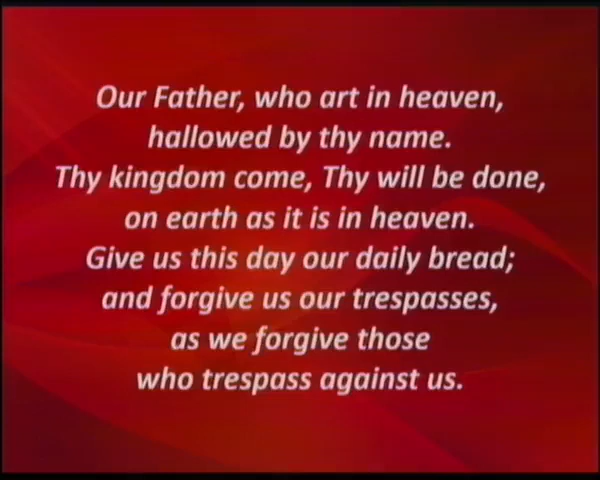 Our Father, who art in heaven,
hallowed by thy name.
Thy kingdom come, Thy will be done,
on earth as it is in heaven.
Give us this day our daily bread;
and forgive us our trespasses,
as we forgive those
who trespass against us.